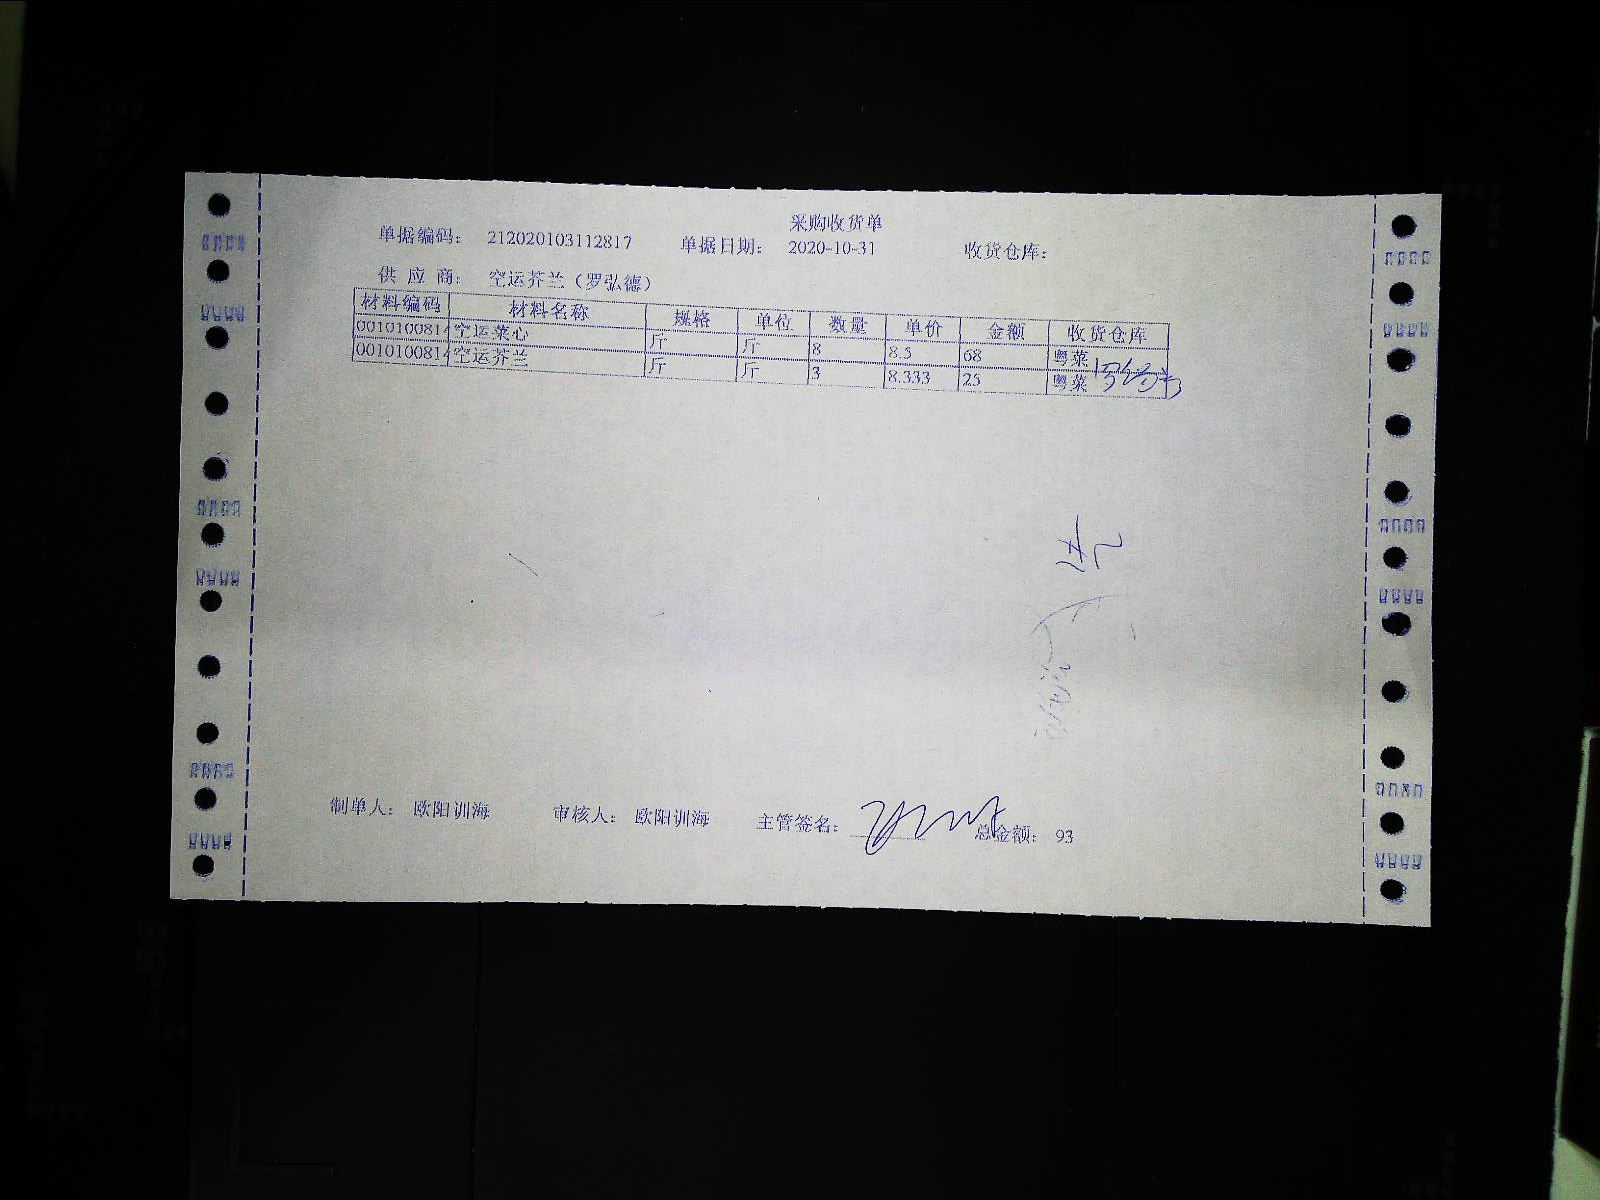 采购收货单
单据编码： 212020103112817 单据日期： 2020-10-31 收货仓库：
供 应 商： 空运芥兰（罗弘德）
材料编码 材料名称 规格 单位 数量 单价 金额 收货仓库
0010100814 空运菜心 斤 斤 8 8.5 68 粤菜
0010100814 空运芥兰 斤 斤 3 8.333 25 粤菜
制单人： 欧阳训海 审核人： 欧阳训海 主管签名： 总金额： 93